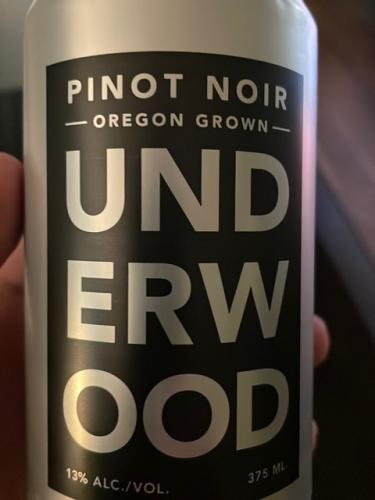 PINOT NOIR
— OREGON GROWN —
UND
ERW
OOD
13% ALC./VOL. 375 ML.